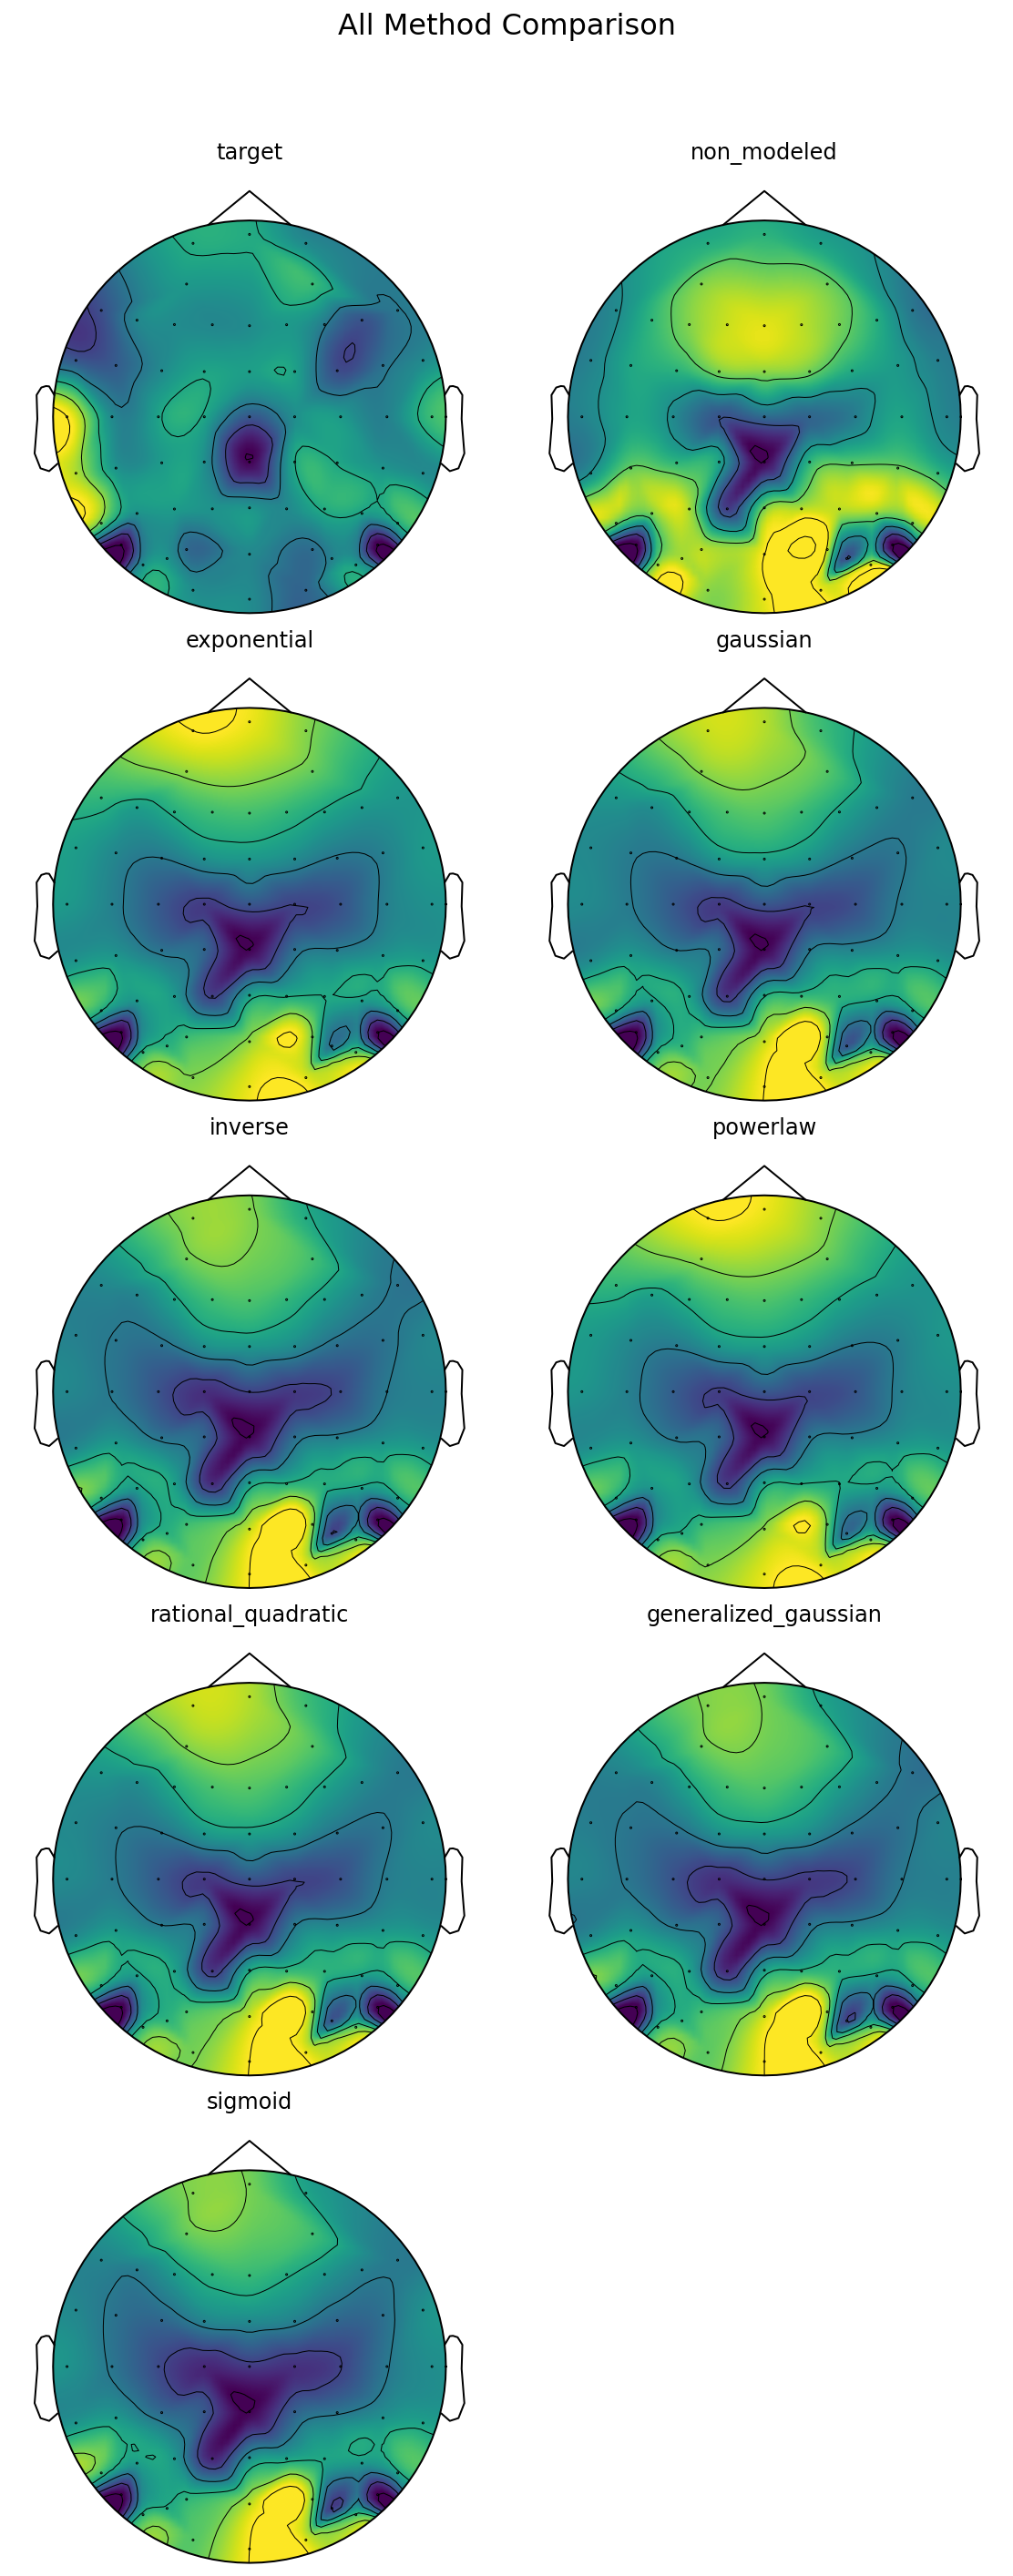 All Method Comparison
target
non_modeled
exponential
gaussian
inverse
powerlaw
rational_quadratic
generalized_gaussian
sigmoid